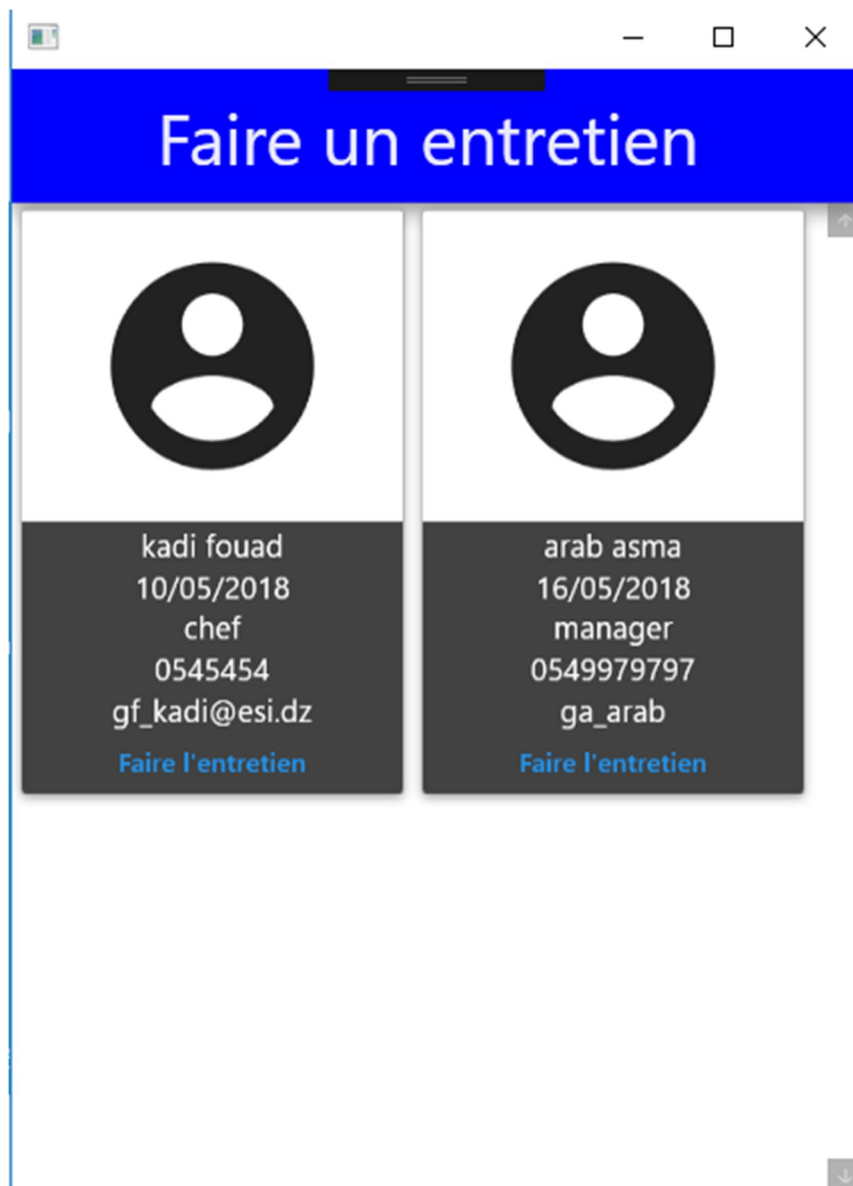 Faire un entretien
kadi fouad
10/05/2018
chef
0545454
gf_kadi@esi.dz
Faire l'entretien
arab asma
16/05/2018
manager
0549979797
ga_arab
Faire l'entretien